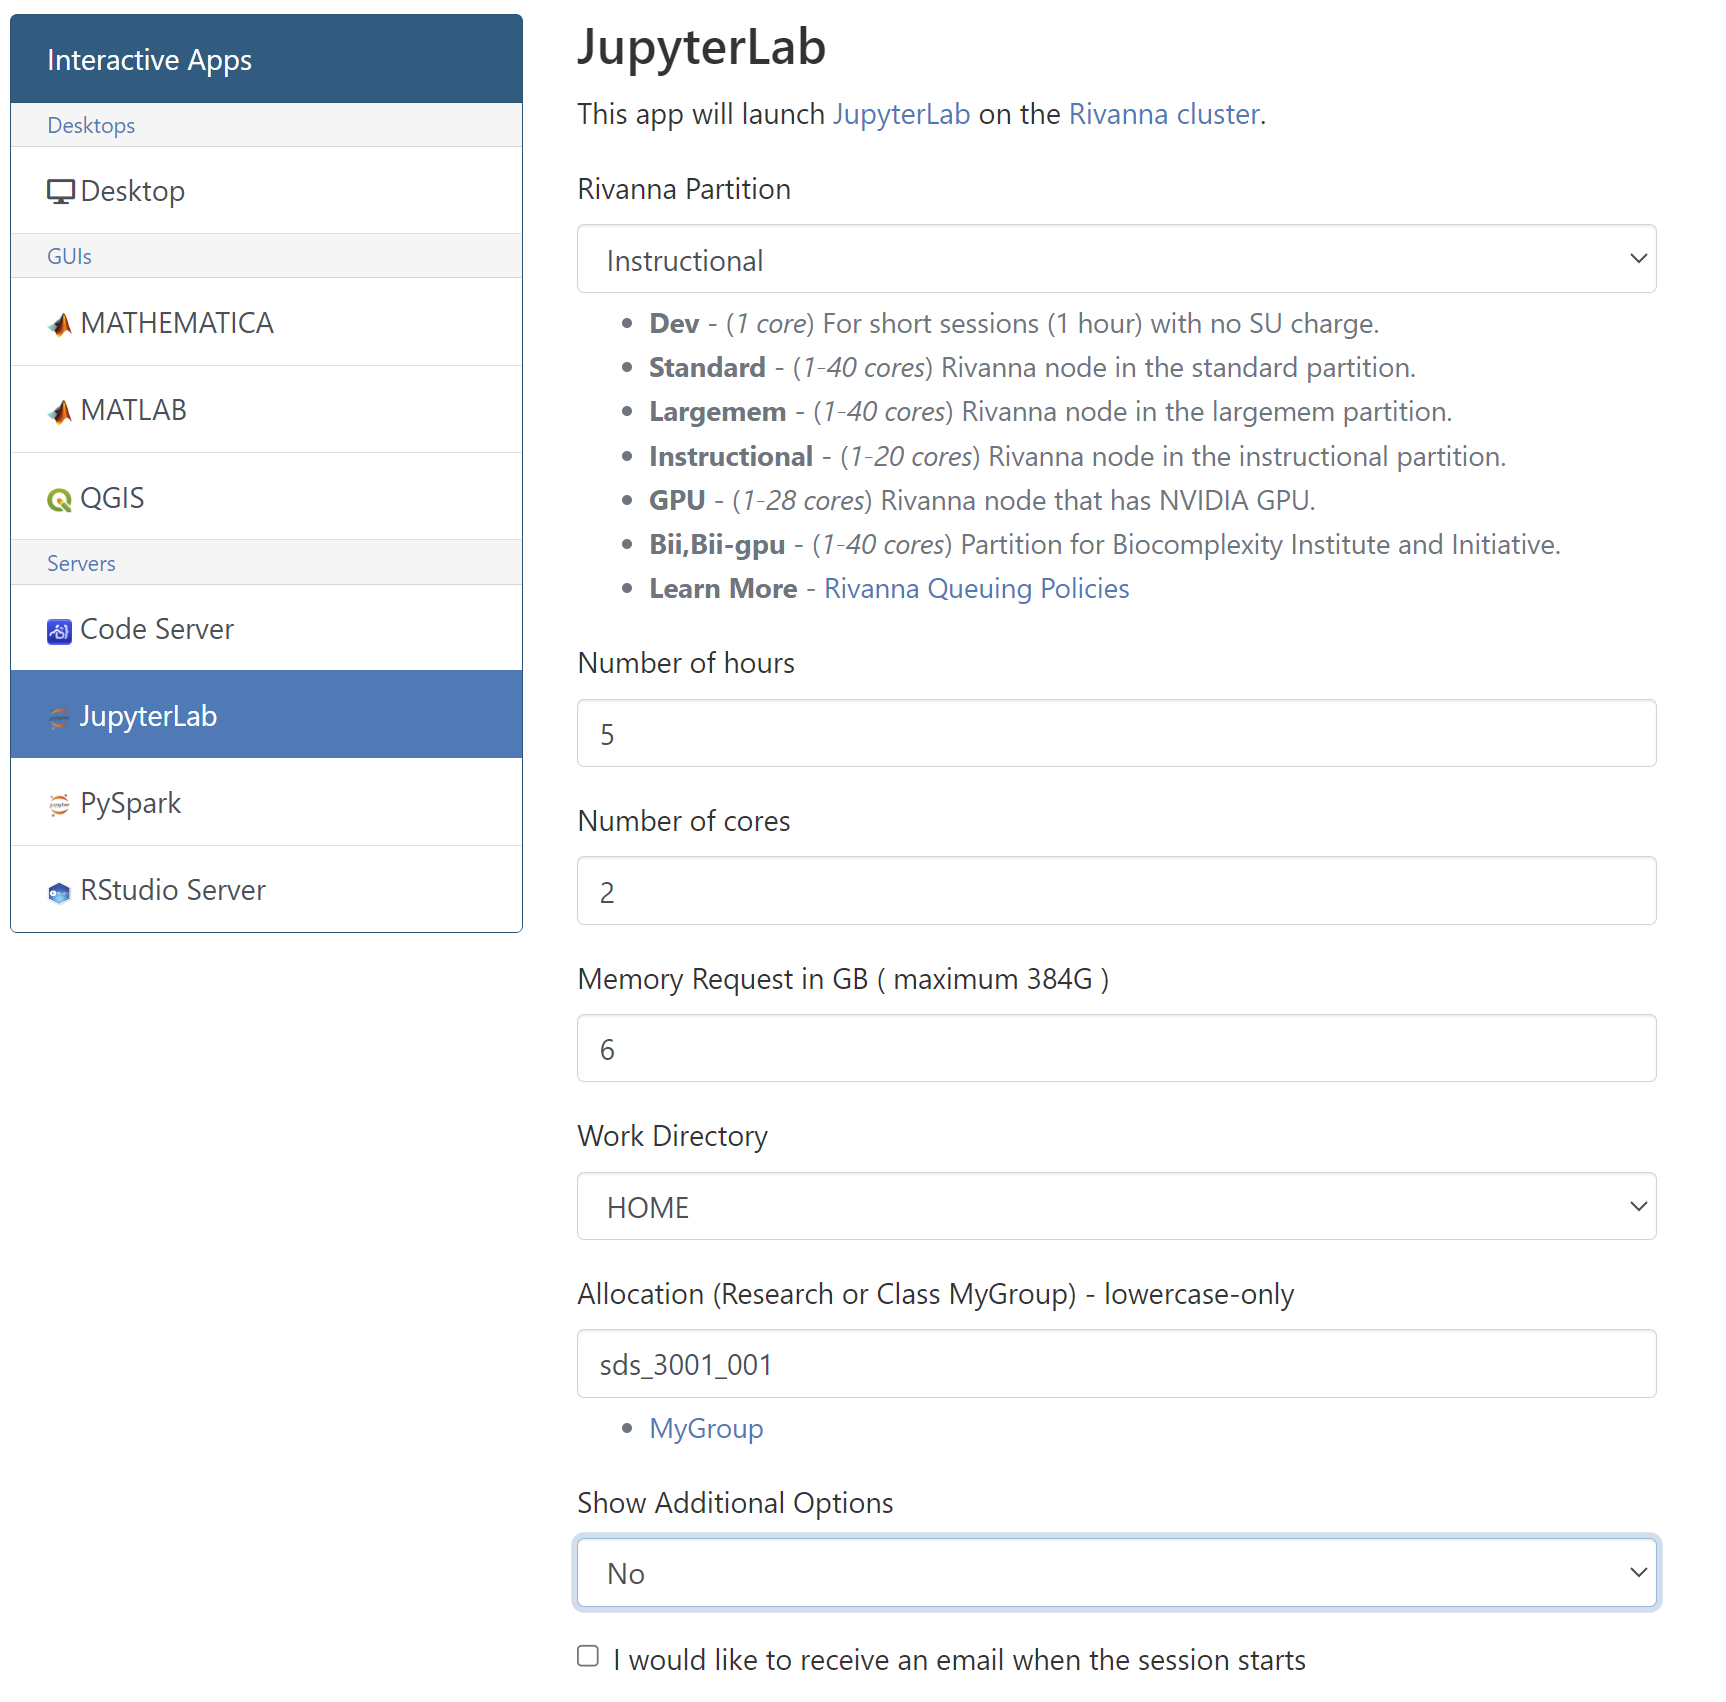 Interactive Apps
Desktops
Desktop
GUIs
MATHEMATICA
MATLAB
QGIS
Servers
Code Server
JupyterLab
PySpark
RStudio Server
JupyterLab
This app will launch JupyterLab on the Rivanna cluster.
Rivanna Partition
Instructional
• Dev - (1 core) For short sessions (1 hour) with no SU charge.
• Standard - (1-40 cores) Rivanna node in the standard partition.
• Largemem - (1-40 cores) Rivanna node in the largemem partition.
• Instructional - (1-20 cores) Rivanna node in the instructional partition.
• GPU - (1-28 cores) Rivanna node that has NVIDIA GPU.
• Bii,Bii-gpu - (1-40 cores) Partition for Biocomplexity Institute and Initiative.
• Learn More - Rivanna Queuing Policies
Number of hours
5
Number of cores
2
Memory Request in GB ( maximum 384G )
6
Work Directory
HOME
Allocation (Research or Class MyGroup) - lowercase-only
sds_3001_001
• MyGroup
Show Additional Options
No
I would like to receive an email when the session starts